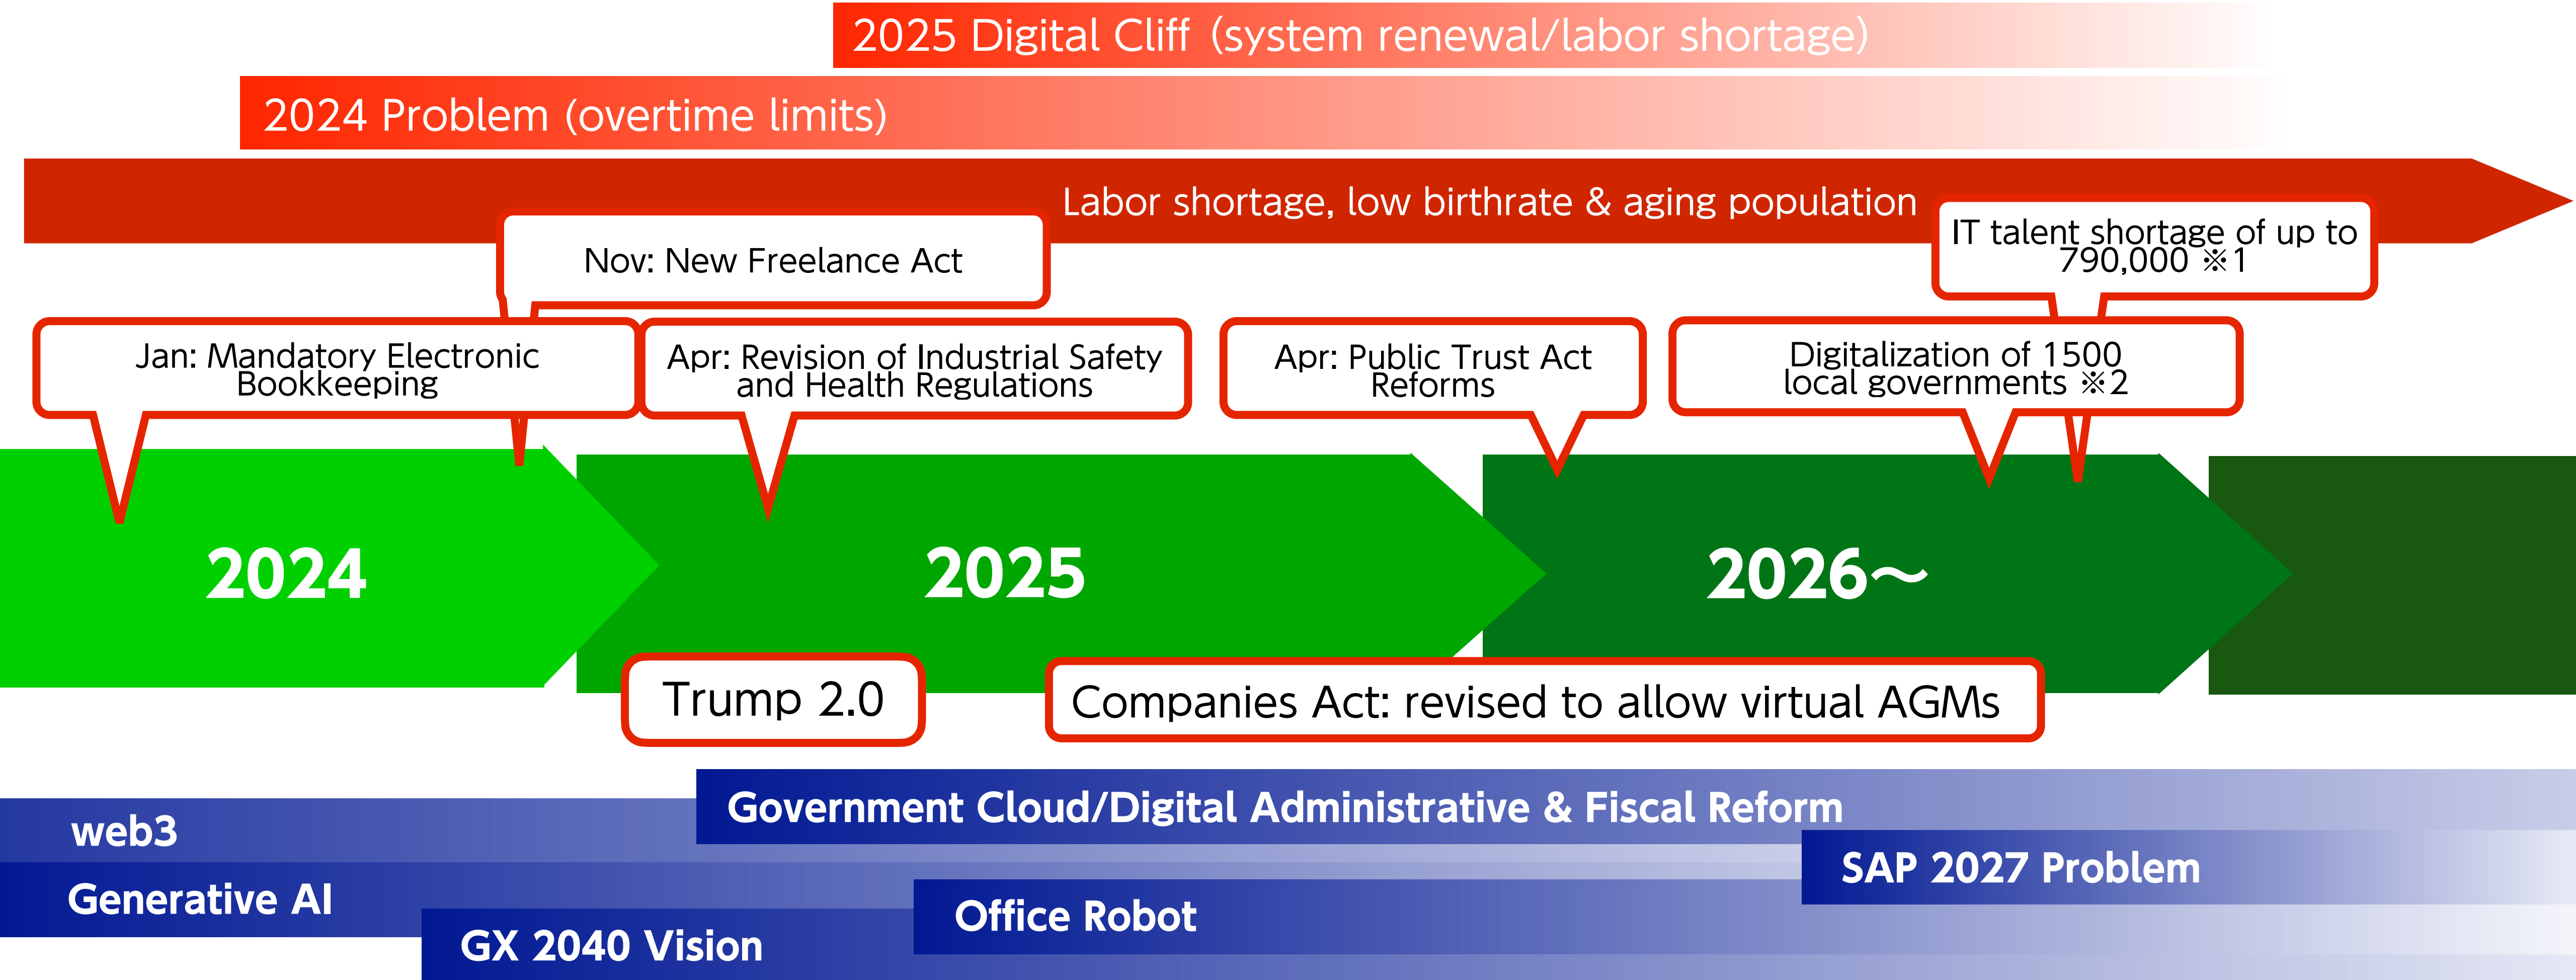 2025 Digital Cliff (system renewal/labor shortage)
2024 Problem (overtime limits)
Labor shortage, low birthrate & aging population
IT talent shortage of up to
790,000 ※1
Nov: New Freelance Act
Jan: Mandatory Electronic
Bookkeeping
Apr: Revision of Industrial Safety
and Health Regulations
Apr: Public Trust Act
Reforms
Digitalization of 1500
local governments ※2
2024
2025
2026～
Trump 2.0
Companies Act: revised to allow virtual AGMs
Government Cloud/Digital Administrative & Fiscal Reform
web3
SAP 2027 Problem
Generative AI
Office Robot
GX 2040 Vision